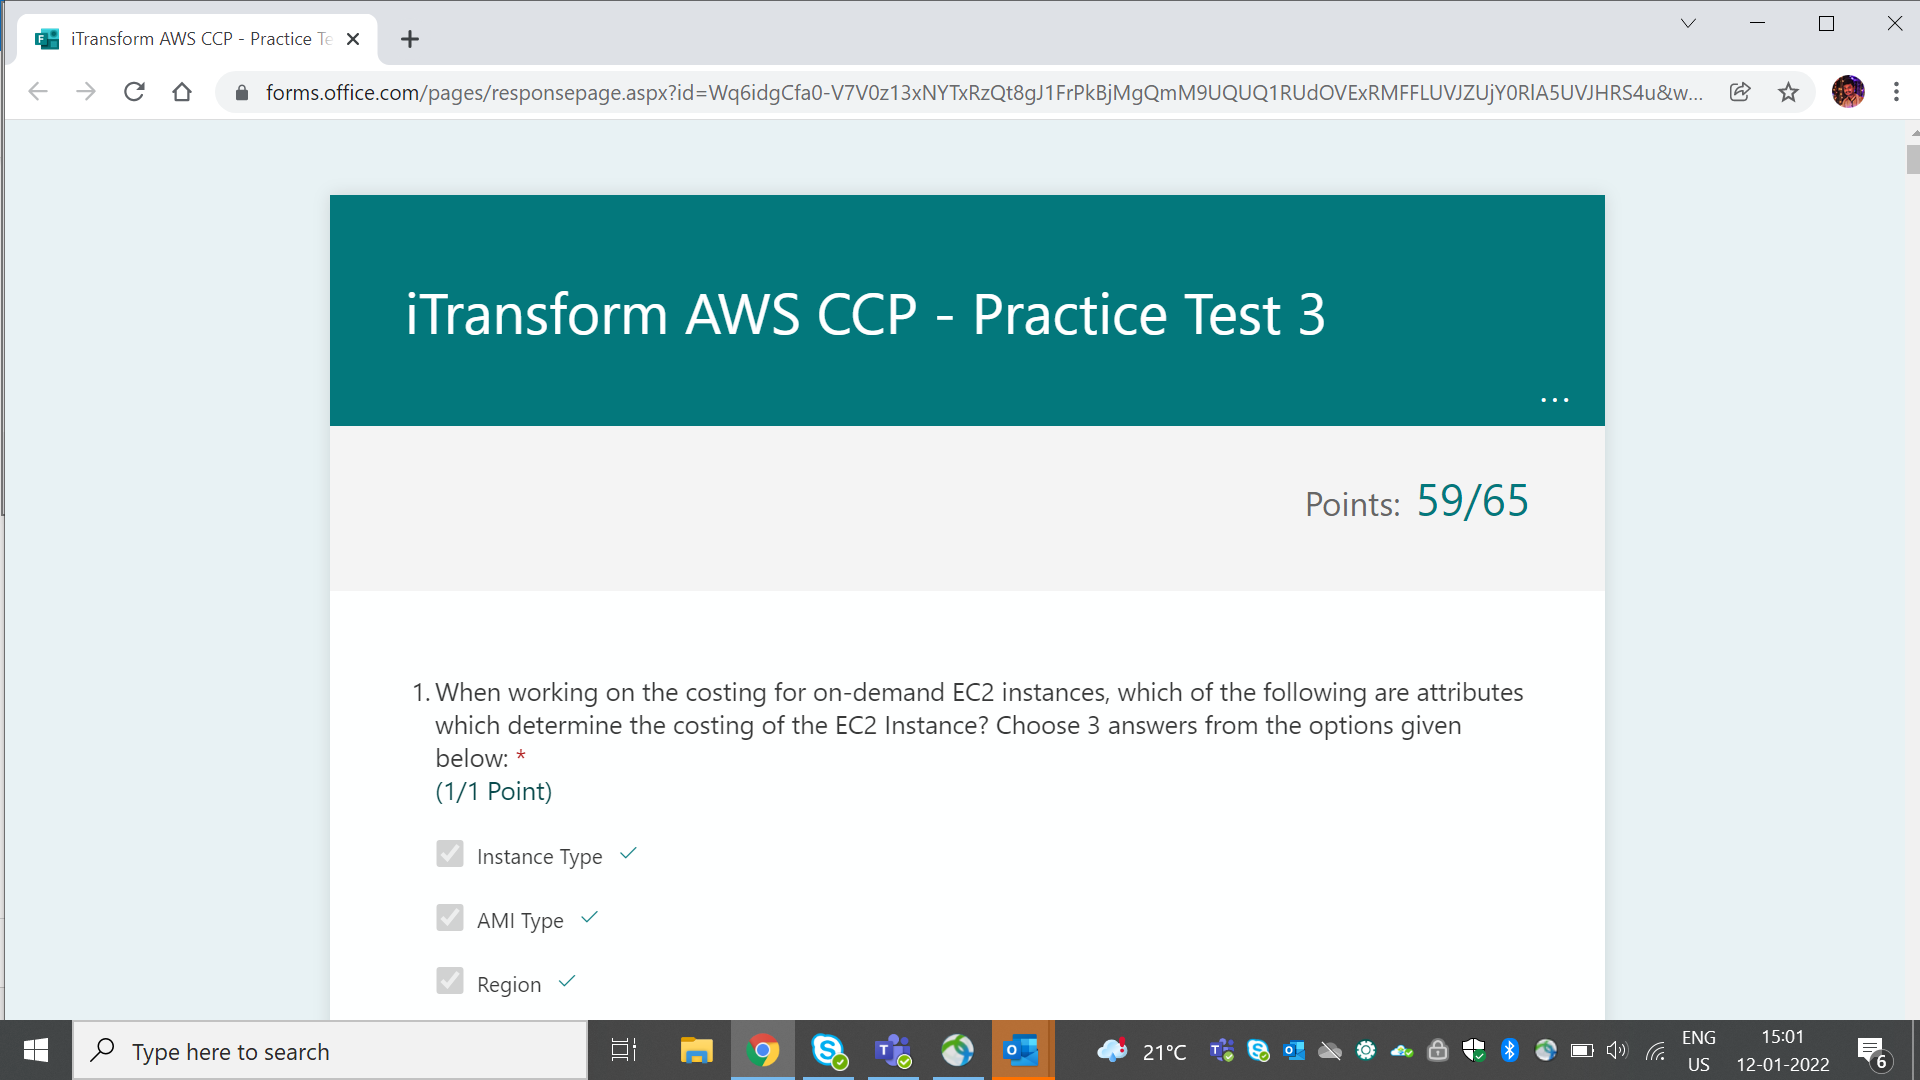 iTransform AWS CCP - Practice Te
forms.office.com/pages/responsepage.aspx?id=Wq6idgCfa0-V7V0z13xNYTxRzQt8gJ1FrPkBjMgQmM9UQUQ1RUdOVExRMFFLUVJZUjY0RlA5UVJHRS4u&w...
iTransform AWS CCP - Practice Test 3
...
Points: 59/65
1. When working on the costing for on-demand EC2 instances, which of the following are attributes
which determine the costing of the EC2 Instance? Choose 3 answers from the options given
below: *
(1/1 Point)
Instance Type
AMI Type
Region
Type here to search
21°C
ENG
US
15:01
12-01-2022
6